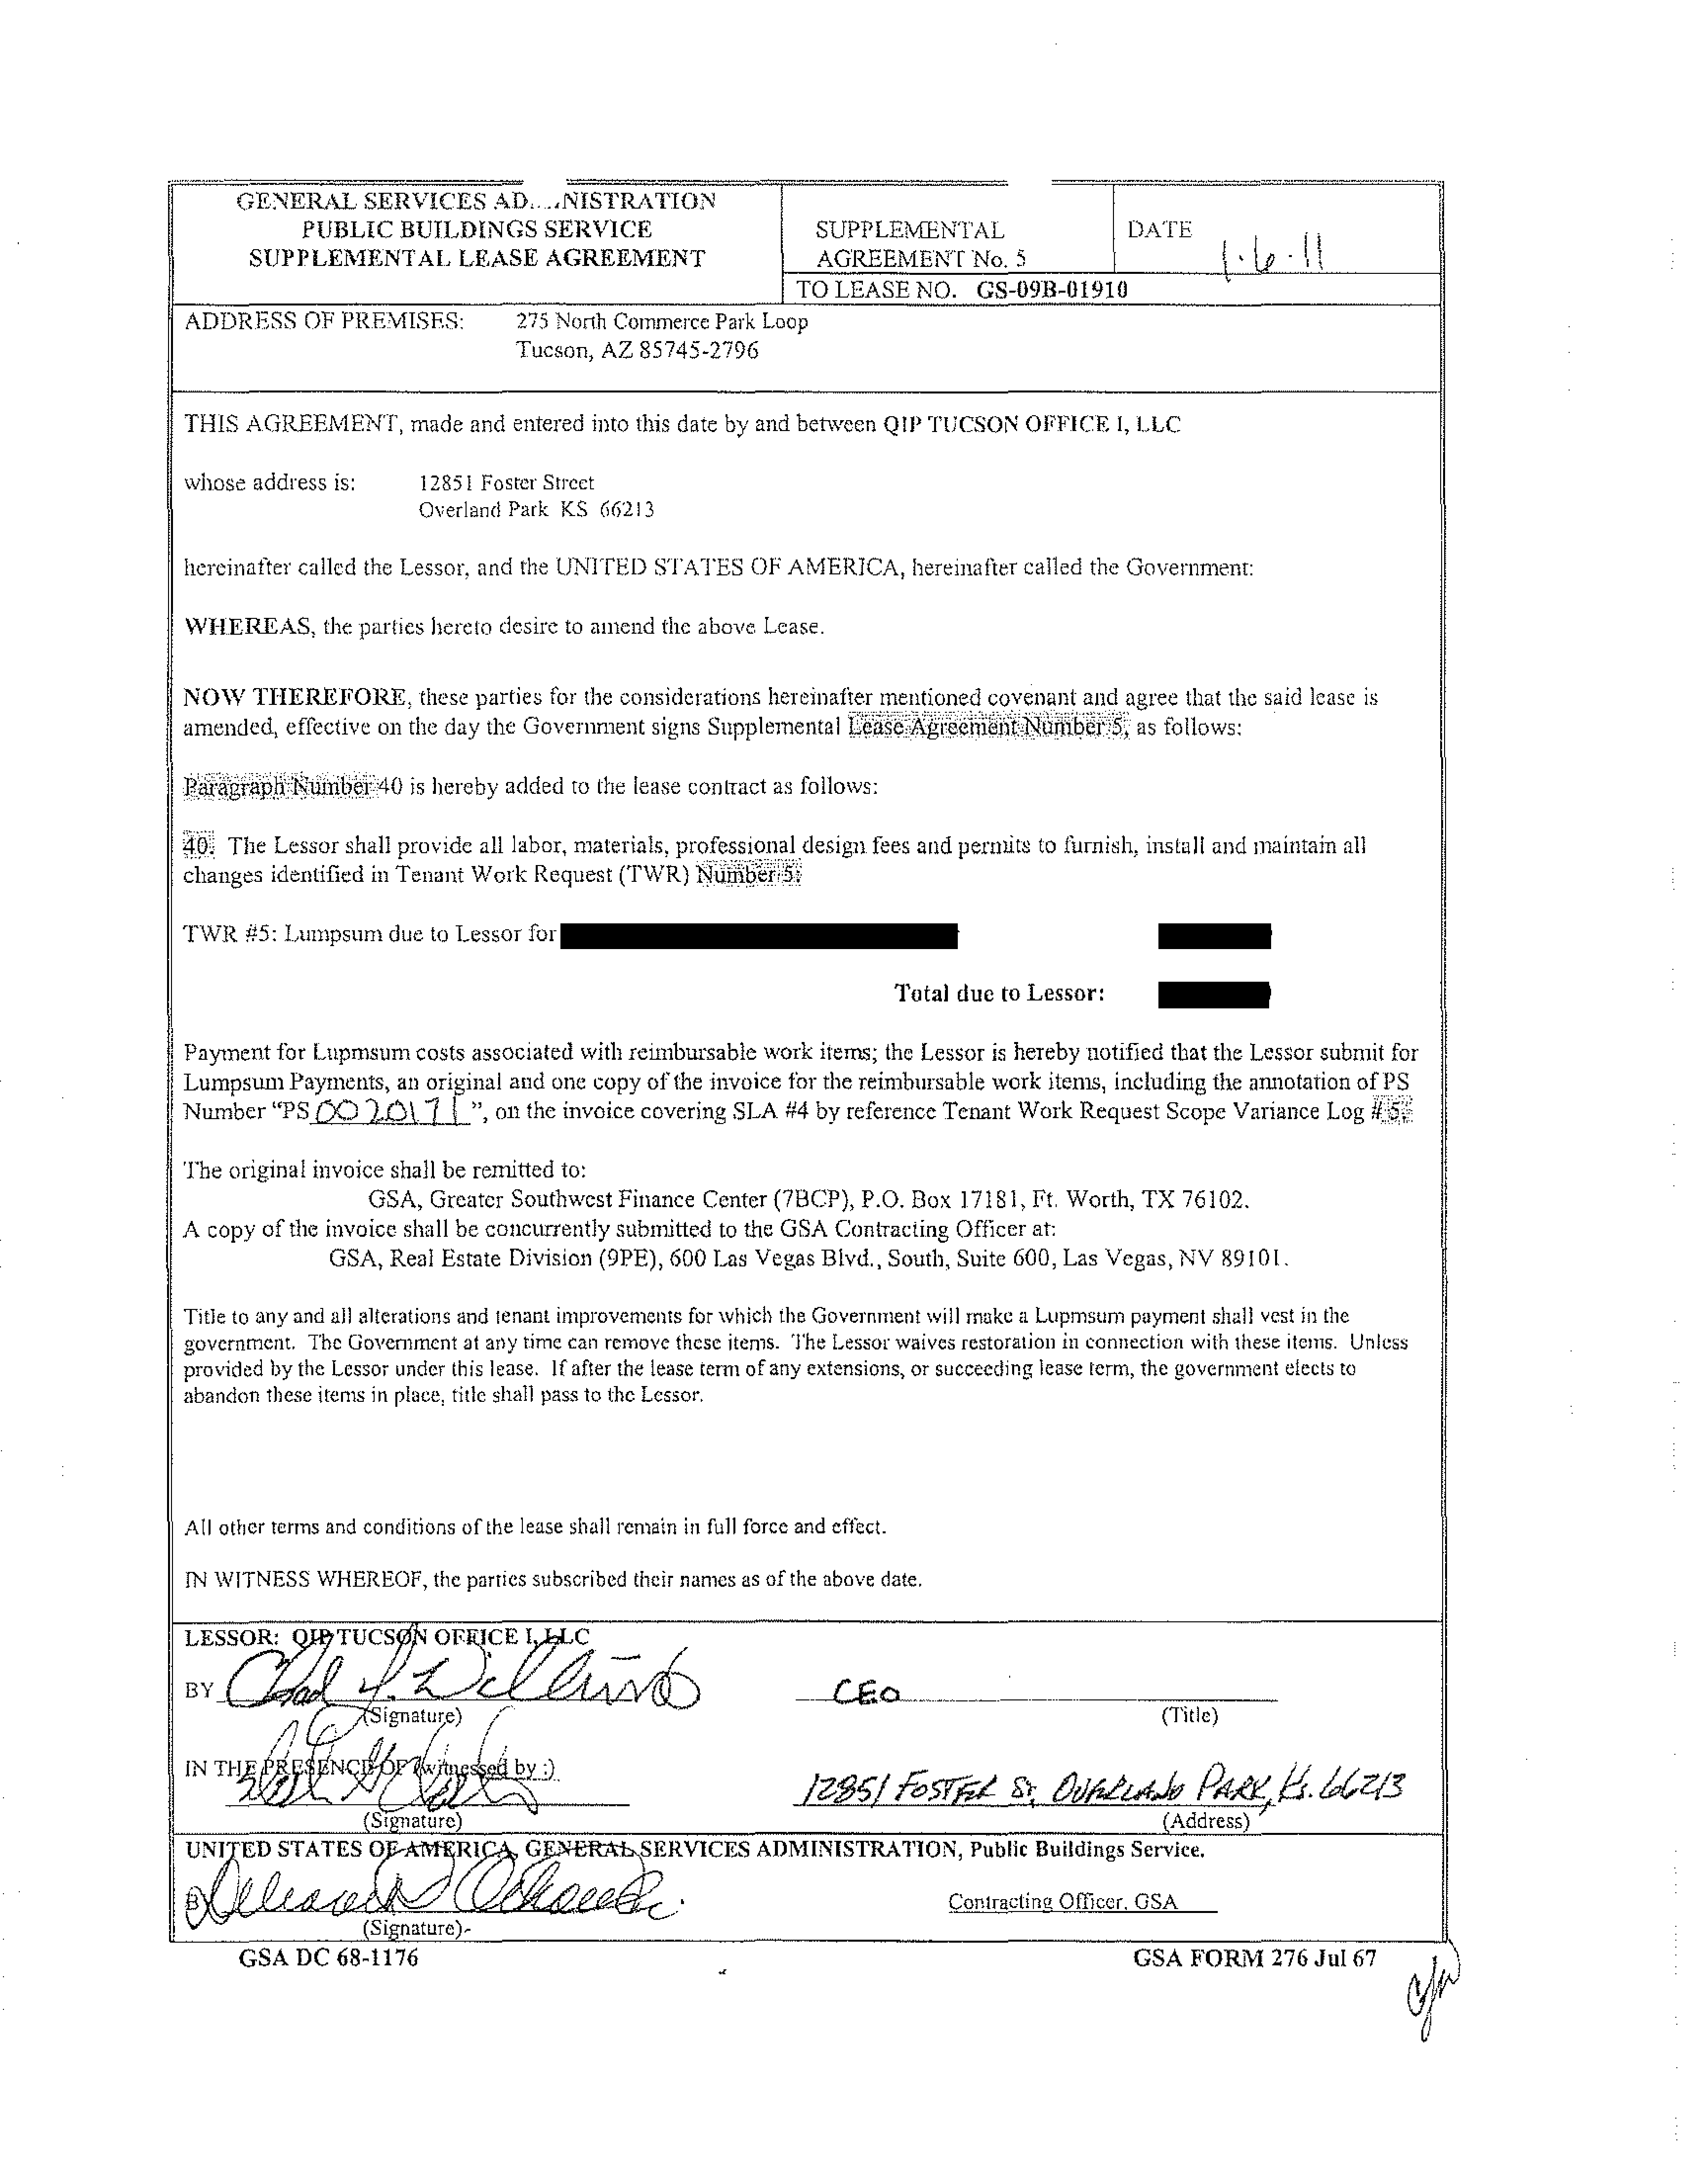 GENERAL SERVICES AD....NISTRATION
PUBLIC BUILDINGS SERVICE
SUPPLEMENTAL LEASE AGREEMENT
SUPPLEMENTAL
AGREEMENT No. 5
DATE
1.6.11
TO LEASE NO. GS-09B-01910
ADDRESS OF PREMISES: 275 North Commerce Park Loop
Tucson, AZ 85745-2796
THIS AGREEMENT, made and entered into this date by and between QIP TUCSON OFFICE I, LLC
whose address is: 12851 Foster Street
Overland Park KS 66213
hereinafter called the Lessor, and the UNITED STATES OF AMERICA, hereinafter called the Government:
WHEREAS, the parties hereto desire to amend the above Lease.
NOW THEREFORE, these parties for the considerations hereinafter mentioned covenant and agree that the said lease is
amended, effective on the day the Government signs Supplemental Lease Agreement Number 5, as follows:
Paragraph Number 40 is hereby added to the lease contract as follows:
40. The Lessor shall provide all labor, materials, professional design fees and permits to furnish, install and maintain all
changes identified in Tenant Work Request (TWR) Number 5:
TWR #5: Lumpsum due to Lessor for
Total due to Lessor:
Payment for Lupmsum costs associated with reimbursable work items; the Lessor is hereby notified that the Lessor submit for
Lumpsum Payments, an original and one copy of the invoice for the reimbursable work items, including the annotation of PS
Number "PS 0020171", on the invoice covering SLA #4 by reference Tenant Work Request Scope Variance Log # 5.
The original invoice shall be remitted to:
GSA, Greater Southwest Finance Center (7BCP), P.O. Box 17181, Ft. Worth, TX 76102.
A copy of the invoice shall be concurrently submitted to the GSA Contracting Officer at:
GSA, Real Estate Division (9PE), 600 Las Vegas Blvd., South, Suite 600, Las Vegas, NV 89101.
Title to any and all alterations and tenant improvements for which the Government will make a Lupmsum payment shall vest in the
government. The Government at any time can remove these items. The Lessor waives restoration in connection with these items. Unless
provided by the Lessor under this lease. If after the lease term of any extensions, or succeeding lease term, the government elects to
abandon these items in place, title shall pass to the Lessor.
All other terms and conditions of the lease shall remain in full force and effect.
IN WITNESS WHEREOF, the parties subscribed their names as of the above date.
LESSOR: QIP TUCSON OFFICE I, LLC
BY
CEO
(Signature)
(Title)
IN THE PRESENCE OF (witnessed by :)
12851 FOSTER St, OVERLAND PARK, Ks. 66213
(Signature)
(Address)
UNITED STATES OF AMERICA, GENERAL SERVICES ADMINISTRATION, Public Buildings Service.
Contracting Officer, GSA
(Signature)-
GSA DC 68-1176
GSA FORM 276 Jul 67